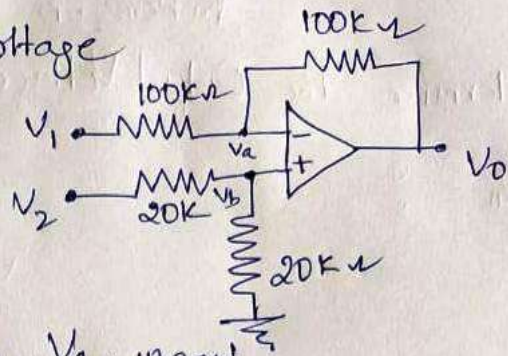 oltage
100KΩ
100KΩ
V1
Va
-
+
V0
V2
20K
Vb
20KΩ